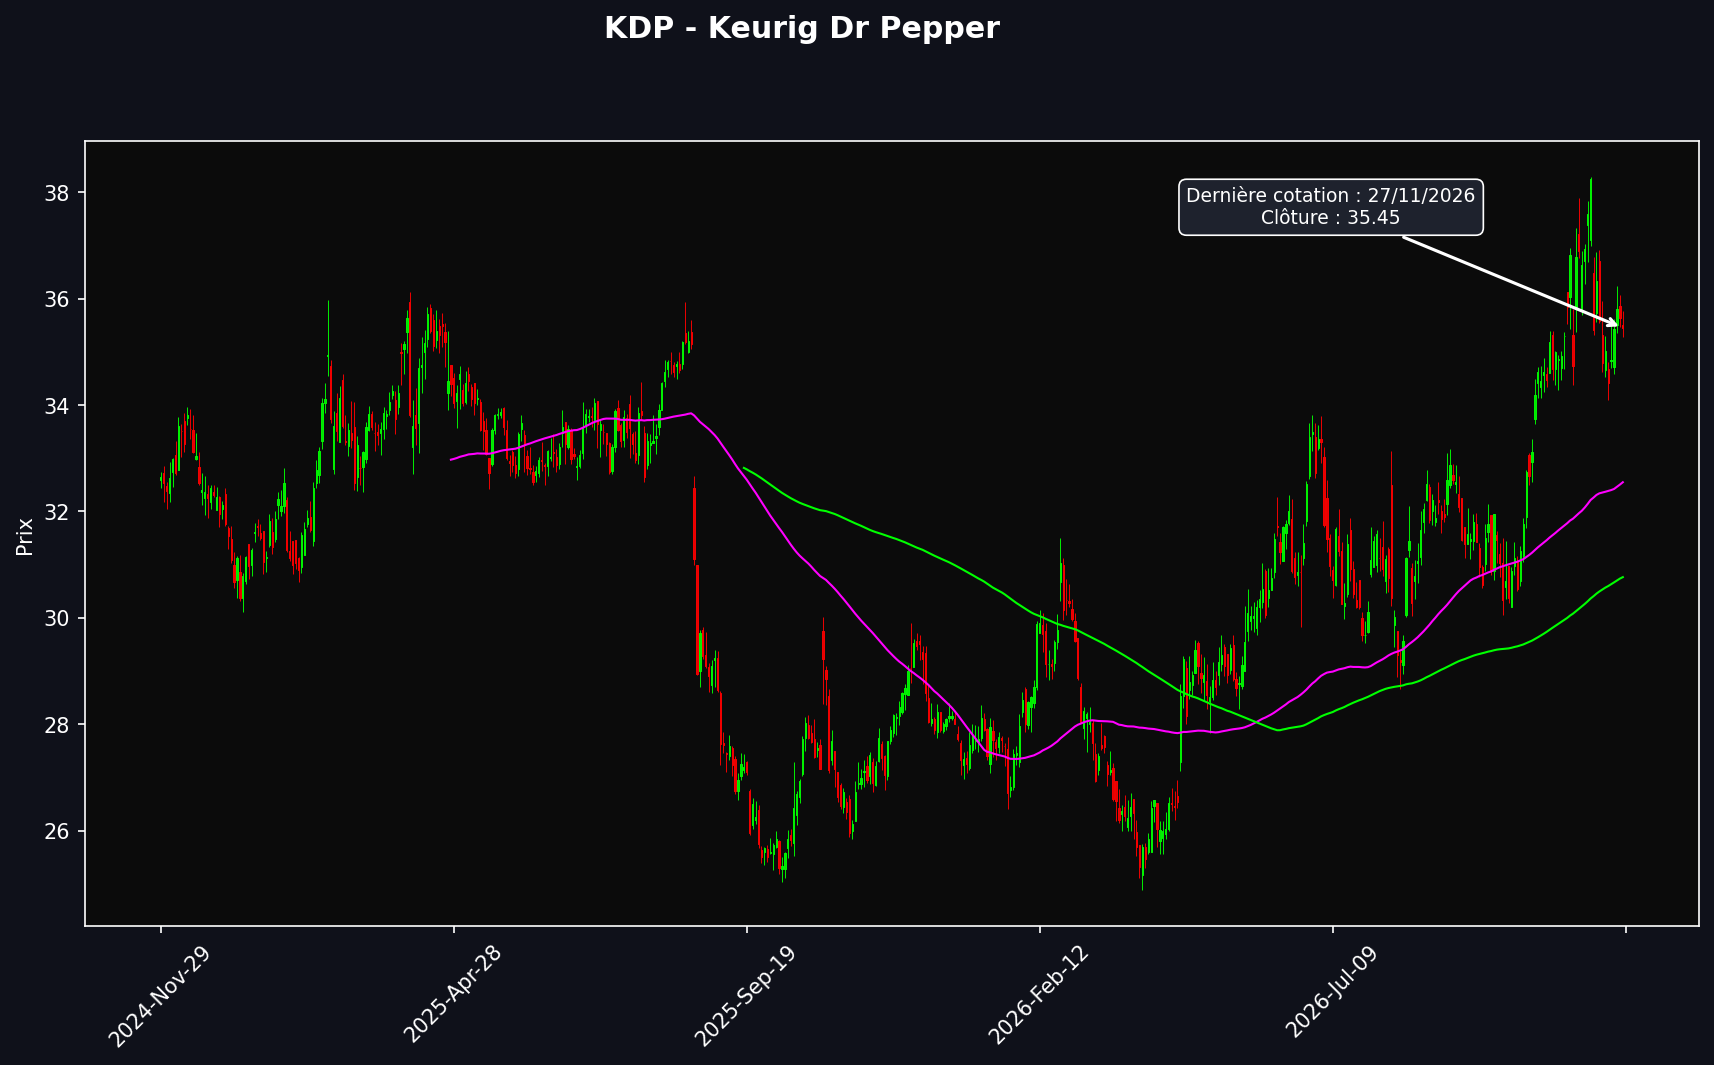 KDP - Keurig Dr Pepper
Dernière cotation : 27/11/2026
Clôture : 35.45
Prix
38
36
34
32
30
28
26
2024-Nov-29
2025-Apr-28
2025-Sep-19
2026-Feb-12
2026-Jul-09